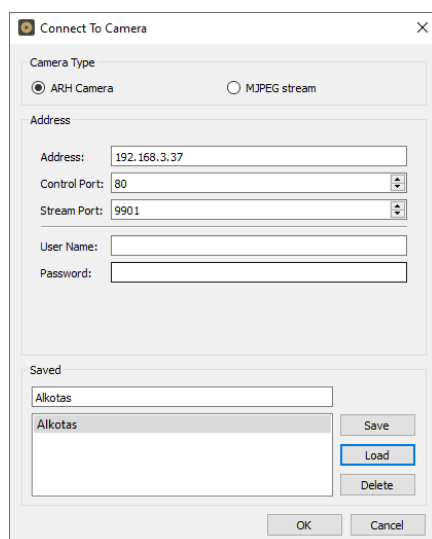 Connect To Camera
Camera Type
ARH Camera MJPEG stream
Address
Address: 192.168.3.37
Control Port: 80
Stream Port: 9901
User Name:
Password:
Saved
Alkotas
Alkotas
Save
Load
Delete
OK Cancel